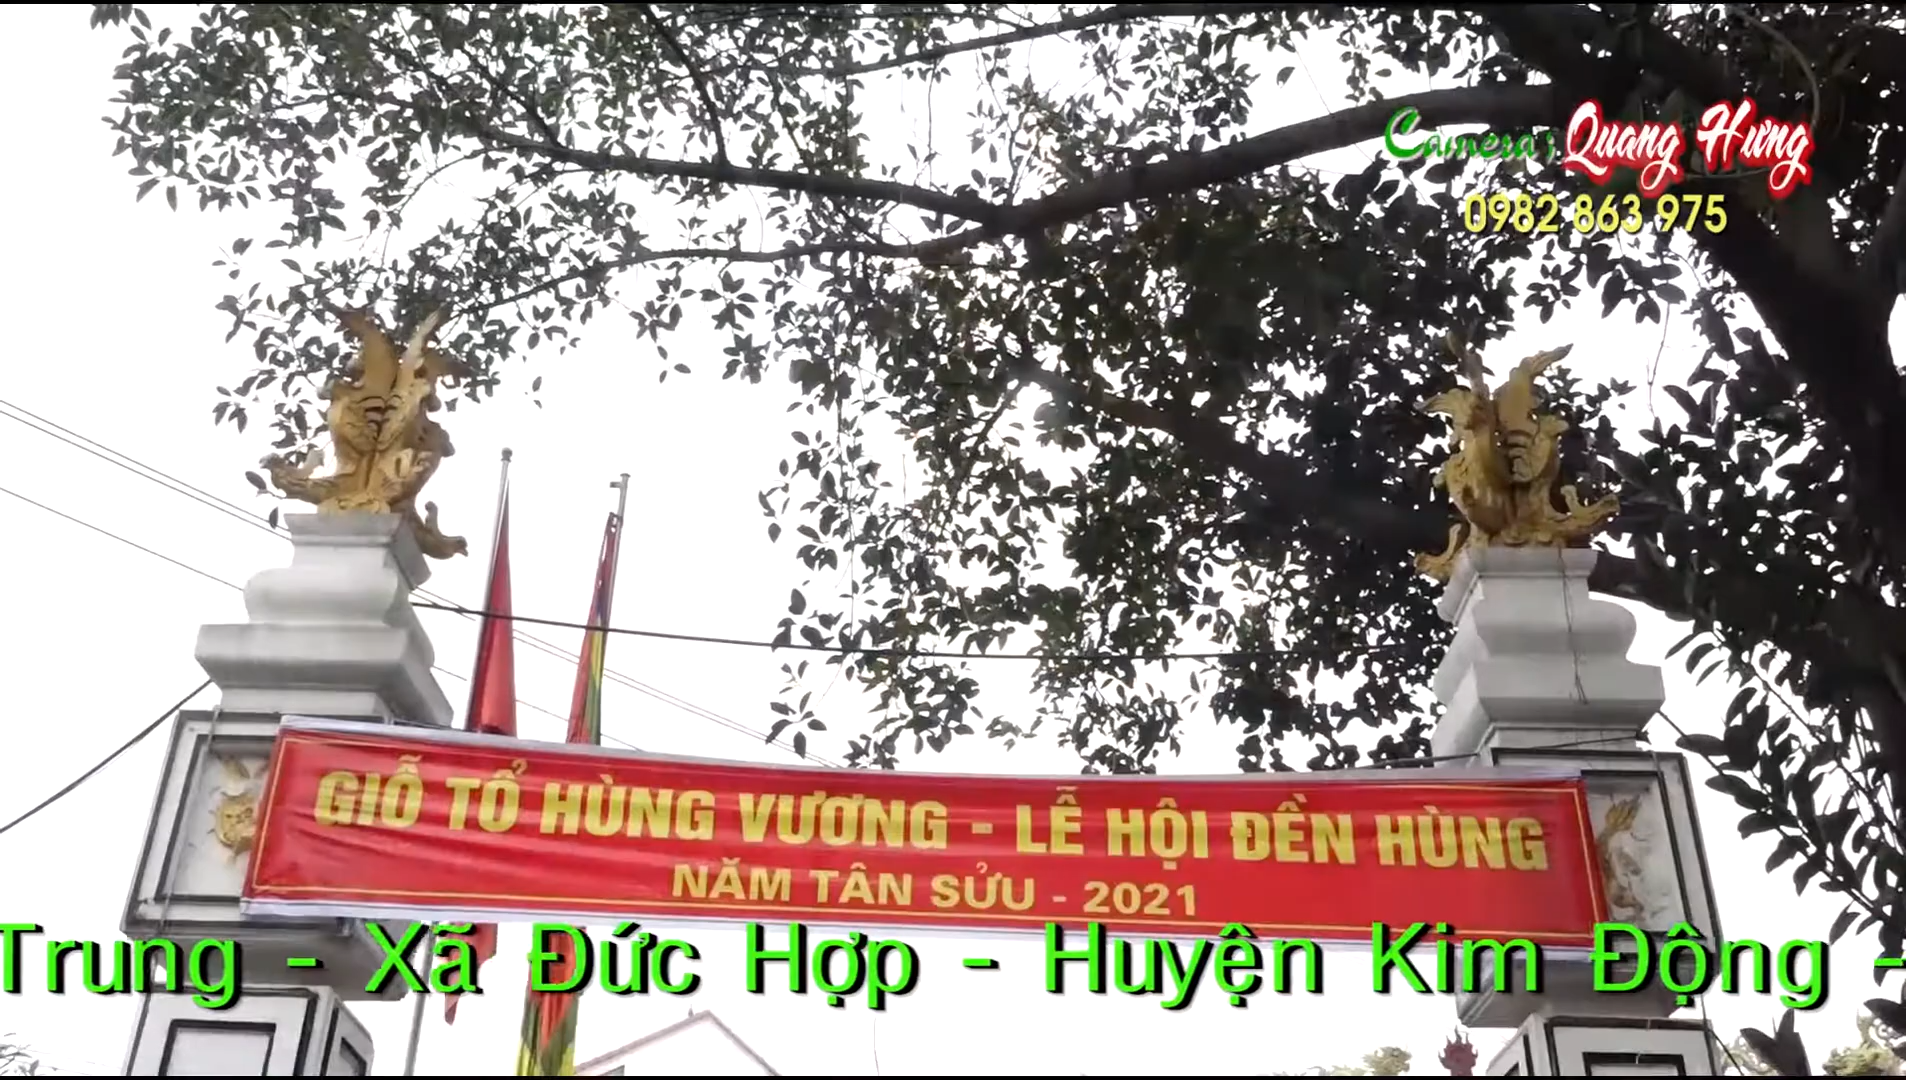 Camera; Quang Hưng
0982 863 975
GIỖ TỔ HÙNG VƯƠNG - LỄ HỘI ĐỀN HÙNG
NĂM TÂN SỬU - 2021
Trung - Xã Đức Hợp - Huyện Kim Động -